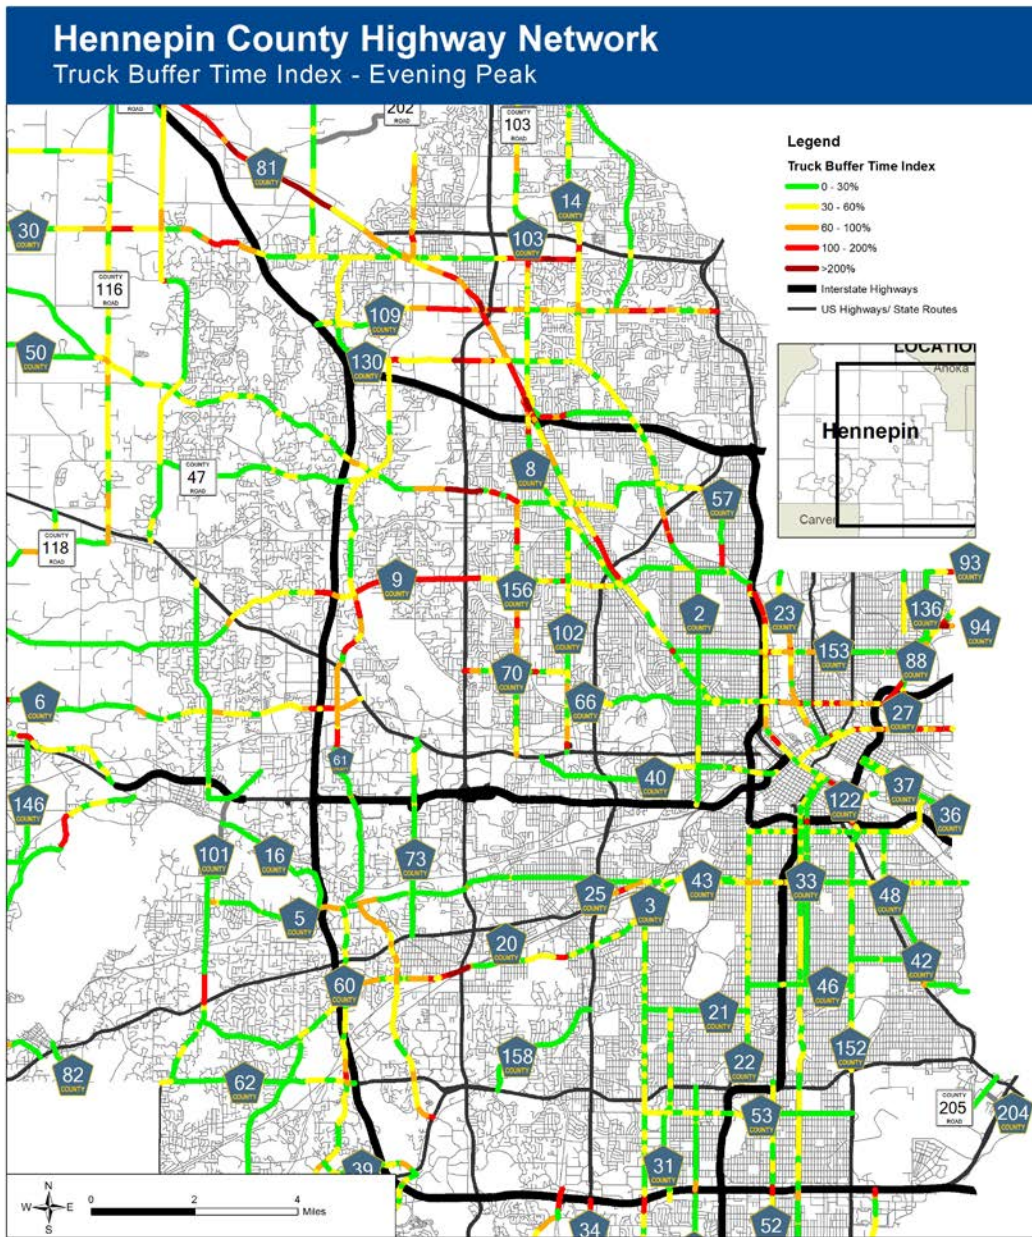 Hennepin County Highway Network
Truck Buffer Time Index - Evening Peak
ROAD
202
COUNTY
103
ROAD
Legend
Truck Buffer Time Index
0 - 30%
30 - 60%
60 - 100%
100 - 200%
>200%
Interstate Highways
US Highways/ State Routes
81
COUNTY
14
COUNTY
30
COUNTY
103
COUNTY
COUNTY
116
ROAD
109
COUNTY
50
COUNTY
130
COUNTY
LOCATIO
Anoka
Hennepin
Carver
8
COUNTY
COUNTY
47
ROAD
57
COUNTY
COUNTY
118
ROAD
9
COUNTY
156
COUNTY
2
COUNTY
23
COUNTY
93
COUNTY
136
COUNTY
94
COUNTY
102
COUNTY
153
COUNTY
88
COUNTY
70
COUNTY
6
COUNTY
66
COUNTY
27
COUNTY
61
COUNTY
40
COUNTY
37
COUNTY
146
COUNTY
122
COUNTY
36
COUNTY
101
COUNTY
16
COUNTY
73
COUNTY
25
COUNTY
43
COUNTY
33
COUNTY
48
COUNTY
3
COUNTY
5
COUNTY
20
COUNTY
42
COUNTY
60
COUNTY
46
COUNTY
21
COUNTY
158
COUNTY
22
COUNTY
152
COUNTY
82
COUNTY
62
COUNTY
53
COUNTY
COUNTY
205
ROAD
204
COUNTY
39
COUNTY
31
COUNTY
34
COUNTY
52
COUNTY
N
W E
S
0 2 4
Miles